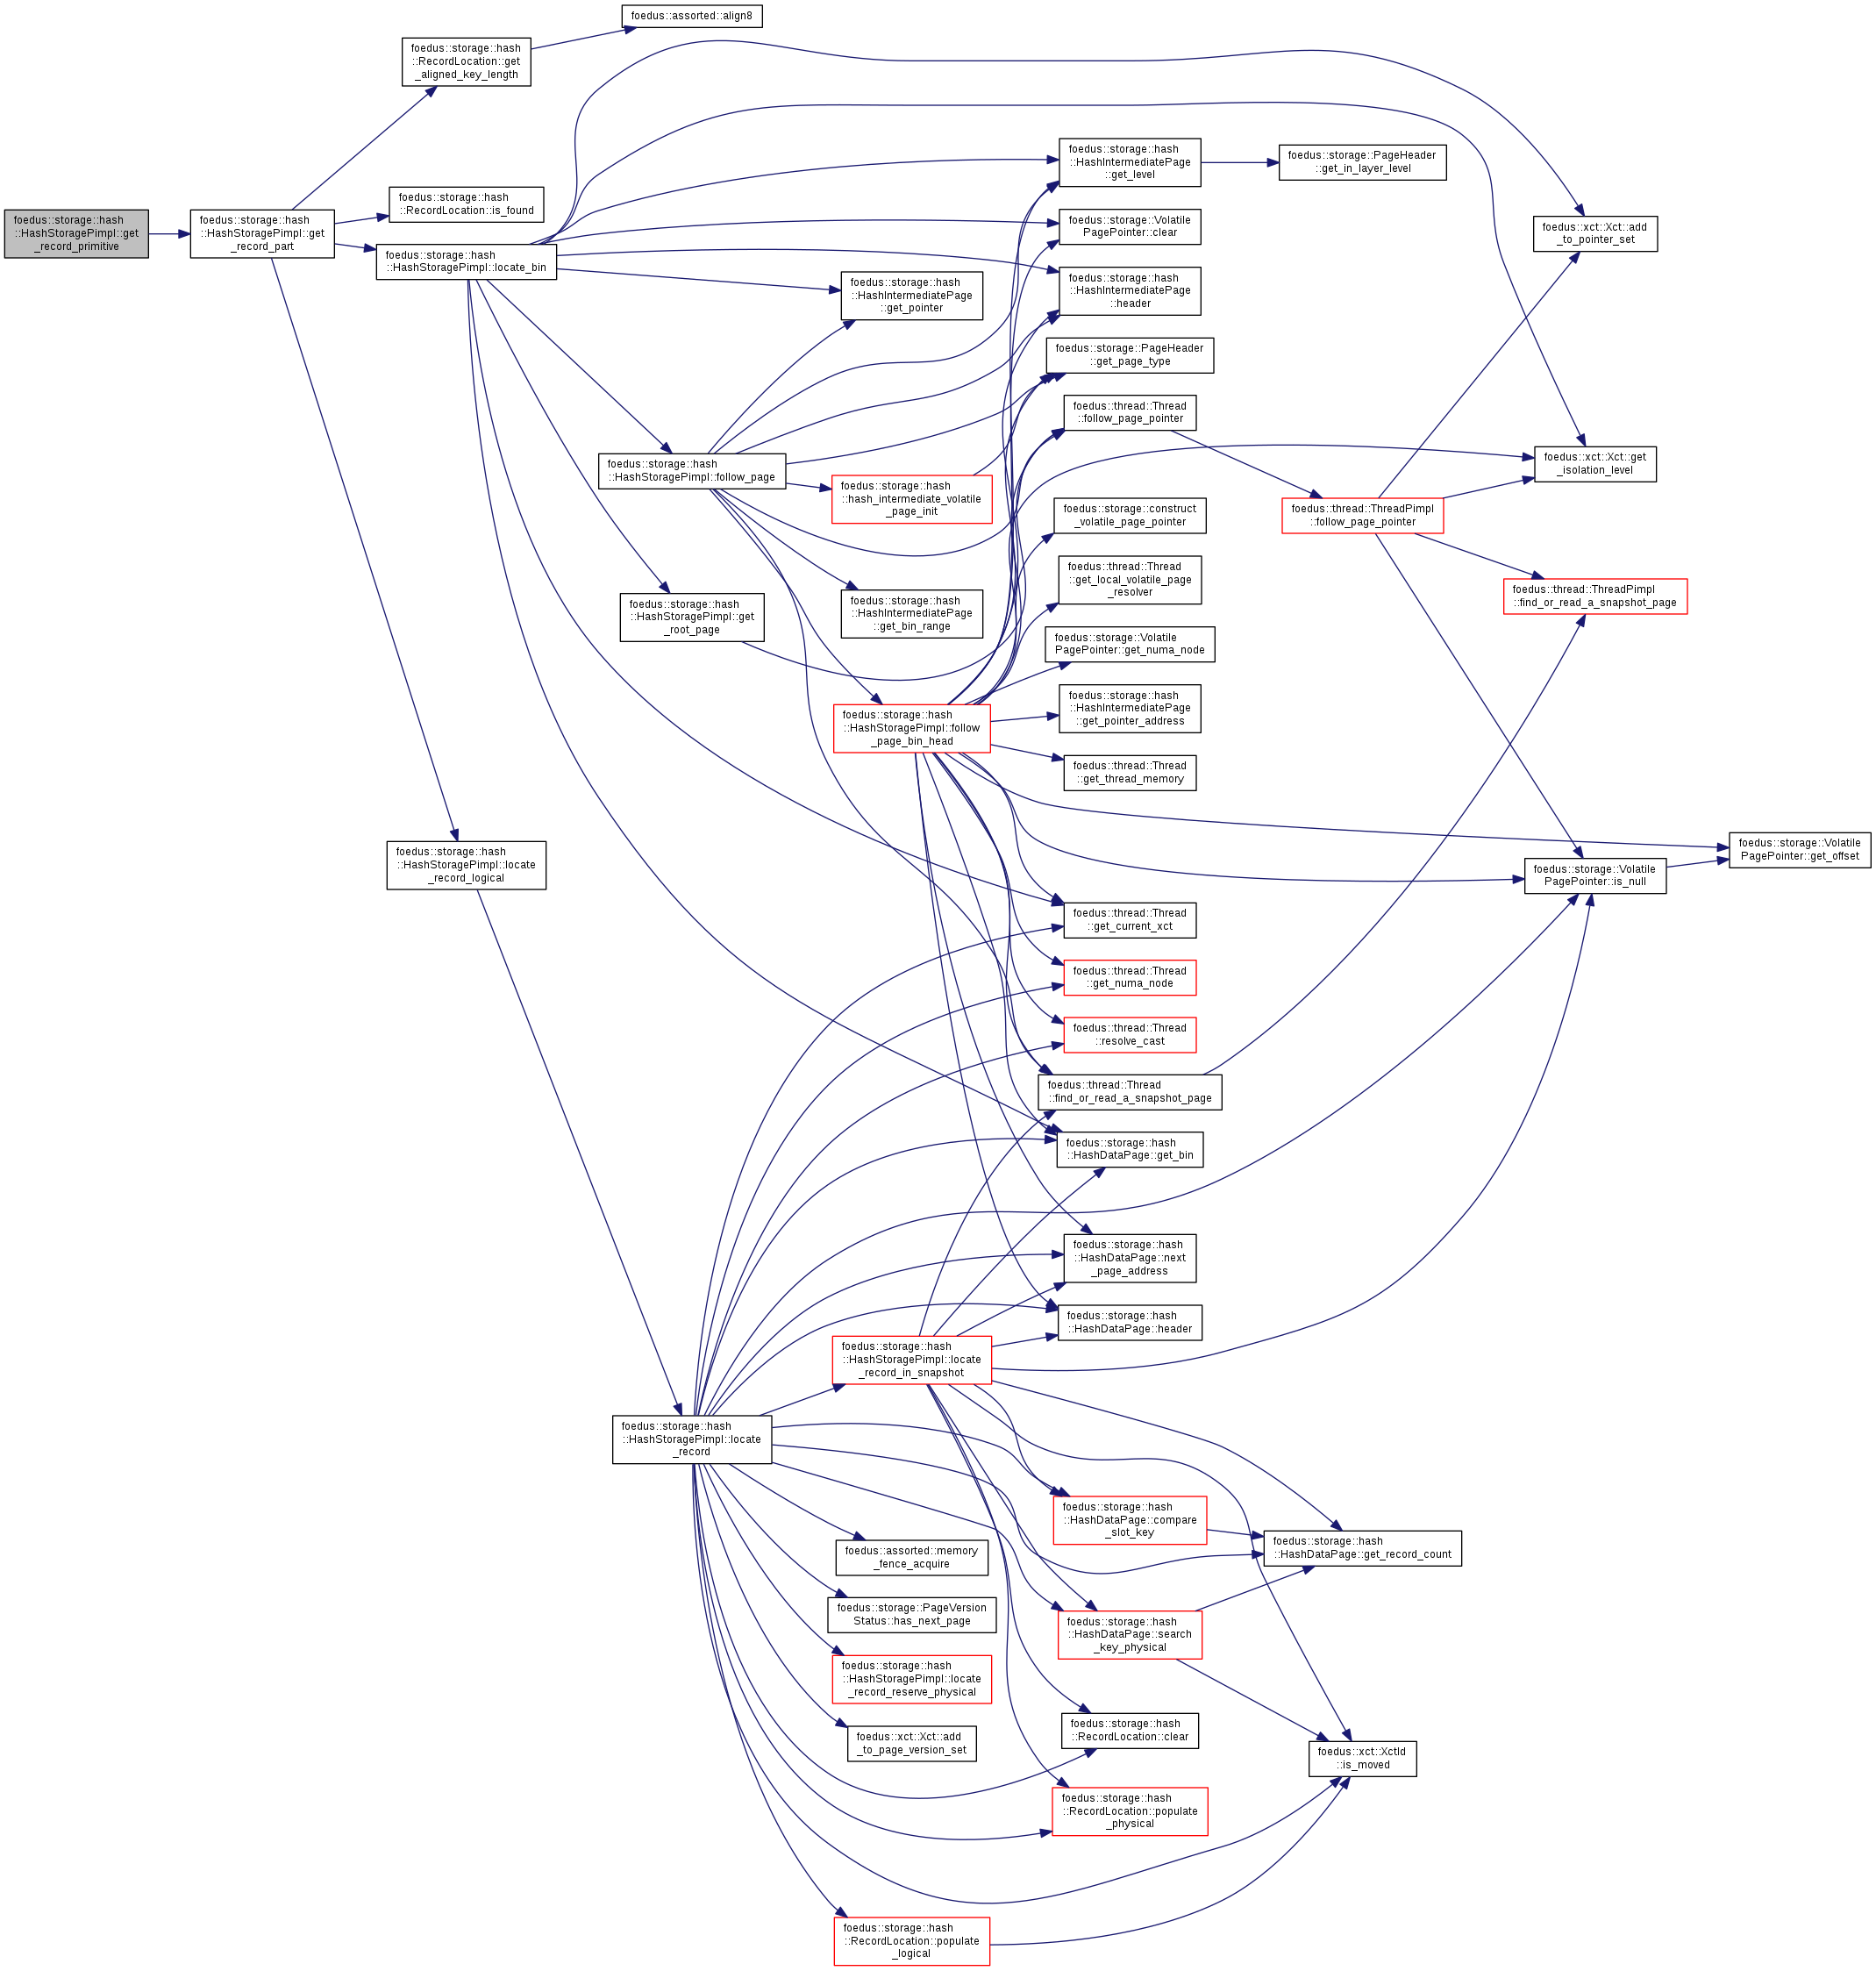 foedus::storage::hash
::HashStoragePimpl::get
_record_primitive
foedus::storage::hash
::HashStoragePimpl::get
_record_part
foedus::storage::hash
::RecordLocation::get
_aligned_key_length
foedus::assorted::align8
foedus::storage::hash
::RecordLocation::is_found
foedus::storage::hash
::HashStoragePimpl::locate_bin
foedus::storage::hash
::HashStoragePimpl::locate
_record_logical
foedus::storage::hash
::HashStoragePimpl::follow_page
foedus::storage::hash
::HashStoragePimpl::get
_root_page
foedus::storage::hash
::HashStoragePimpl::locate
_record
foedus::storage::hash
::HashIntermediatePage
::get_pointer
foedus::storage::hash
::hash_intermediate_volatile
_page_init
foedus::storage::hash
::HashIntermediatePage
::get_bin_range
foedus::storage::hash
::HashStoragePimpl::follow
_page_bin_head
foedus::storage::hash
::HashStoragePimpl::locate
_record_in_snapshot
foedus::assorted::memory
_fence_acquire
foedus::storage::PageVersion
Status::has_next_page
foedus::storage::hash
::HashStoragePimpl::locate
_record_reserve_physical
foedus::xct::Xct::add
_to_page_version_set
foedus::storage::hash
::RecordLocation::populate
_logical
foedus::storage::hash
::HashIntermediatePage
::get_level
foedus::storage::Volatile
PagePointer::clear
foedus::storage::hash
::HashIntermediatePage
::header
foedus::storage::PageHeader
::get_page_type
foedus::thread::Thread
::follow_page_pointer
foedus::storage::construct
_volatile_page_pointer
foedus::thread::Thread
::get_local_volatile_page
_resolver
foedus::storage::Volatile
PagePointer::get_numa_node
foedus::storage::hash
::HashIntermediatePage
::get_pointer_address
foedus::thread::Thread
::get_thread_memory
foedus::thread::Thread
::get_current_xct
foedus::thread::Thread
::get_numa_node
foedus::thread::Thread
::resolve_cast
foedus::thread::Thread
::find_or_read_a_snapshot_page
foedus::storage::hash
::HashDataPage::get_bin
foedus::storage::hash
::HashDataPage::next
_page_address
foedus::storage::hash
::HashDataPage::header
foedus::storage::hash
::HashDataPage::compare
_slot_key
foedus::storage::hash
::HashDataPage::search
_key_physical
foedus::storage::hash
::RecordLocation::clear
foedus::storage::hash
::RecordLocation::populate
_physical
foedus::storage::PageHeader
::get_in_layer_level
foedus::thread::ThreadPimpl
::follow_page_pointer
foedus::storage::hash
::HashDataPage::get_record_count
foedus::xct::XctId
::is_moved
foedus::xct::Xct::add
_to_pointer_set
foedus::xct::Xct::get
_isolation_level
foedus::thread::ThreadPimpl
::find_or_read_a_snapshot_page
foedus::storage::Volatile
PagePointer::is_null
foedus::storage::Volatile
PagePointer::get_offset